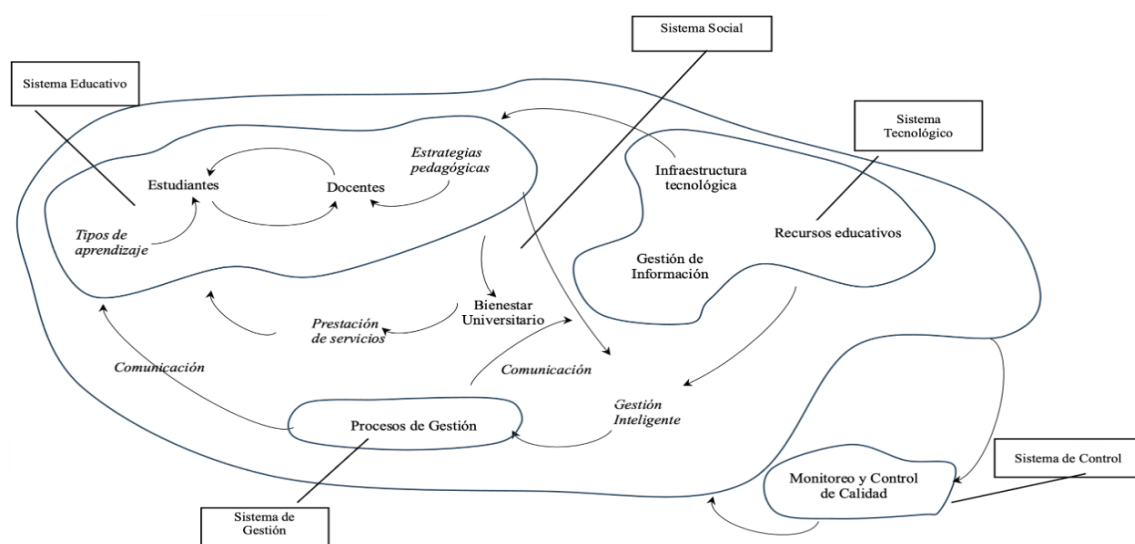 Sistema Social
Sistema Educativo
Sistema
Tecnológico
Estrategias
pedagógicas
Infraestructura
tecnológica
Estudiantes
Docentes
Tipos de
aprendizaje
Recursos educativos
Gestión de
Información
Bienestar
Universitario
Prestación
de servicios
Comunicación
Comunicación
Gestión
Inteligente
Procesos de Gestión
Sistema de Control
Monitoreo y Control
de Calidad
Sistema de
Gestión